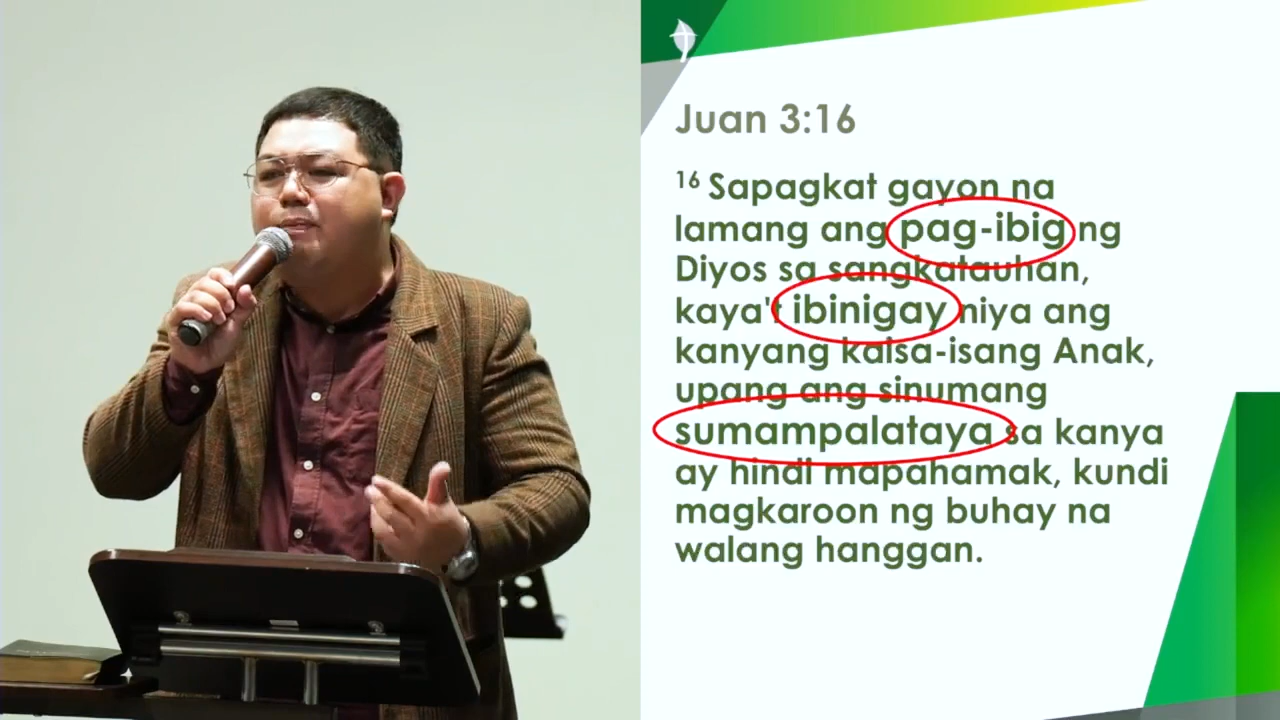 Juan 3:16
16 Sapagkat gayon na
lamang ang pag-ibig ng
Diyos sa sangkatauhan,
kaya't ibinigay niya ang
kanyang kaisa-isang Anak,
upang ang sinumang
sumampalataya sa kanya
ay hindi mapahamak, kundi
magkaroon ng buhay na
walang hanggan.